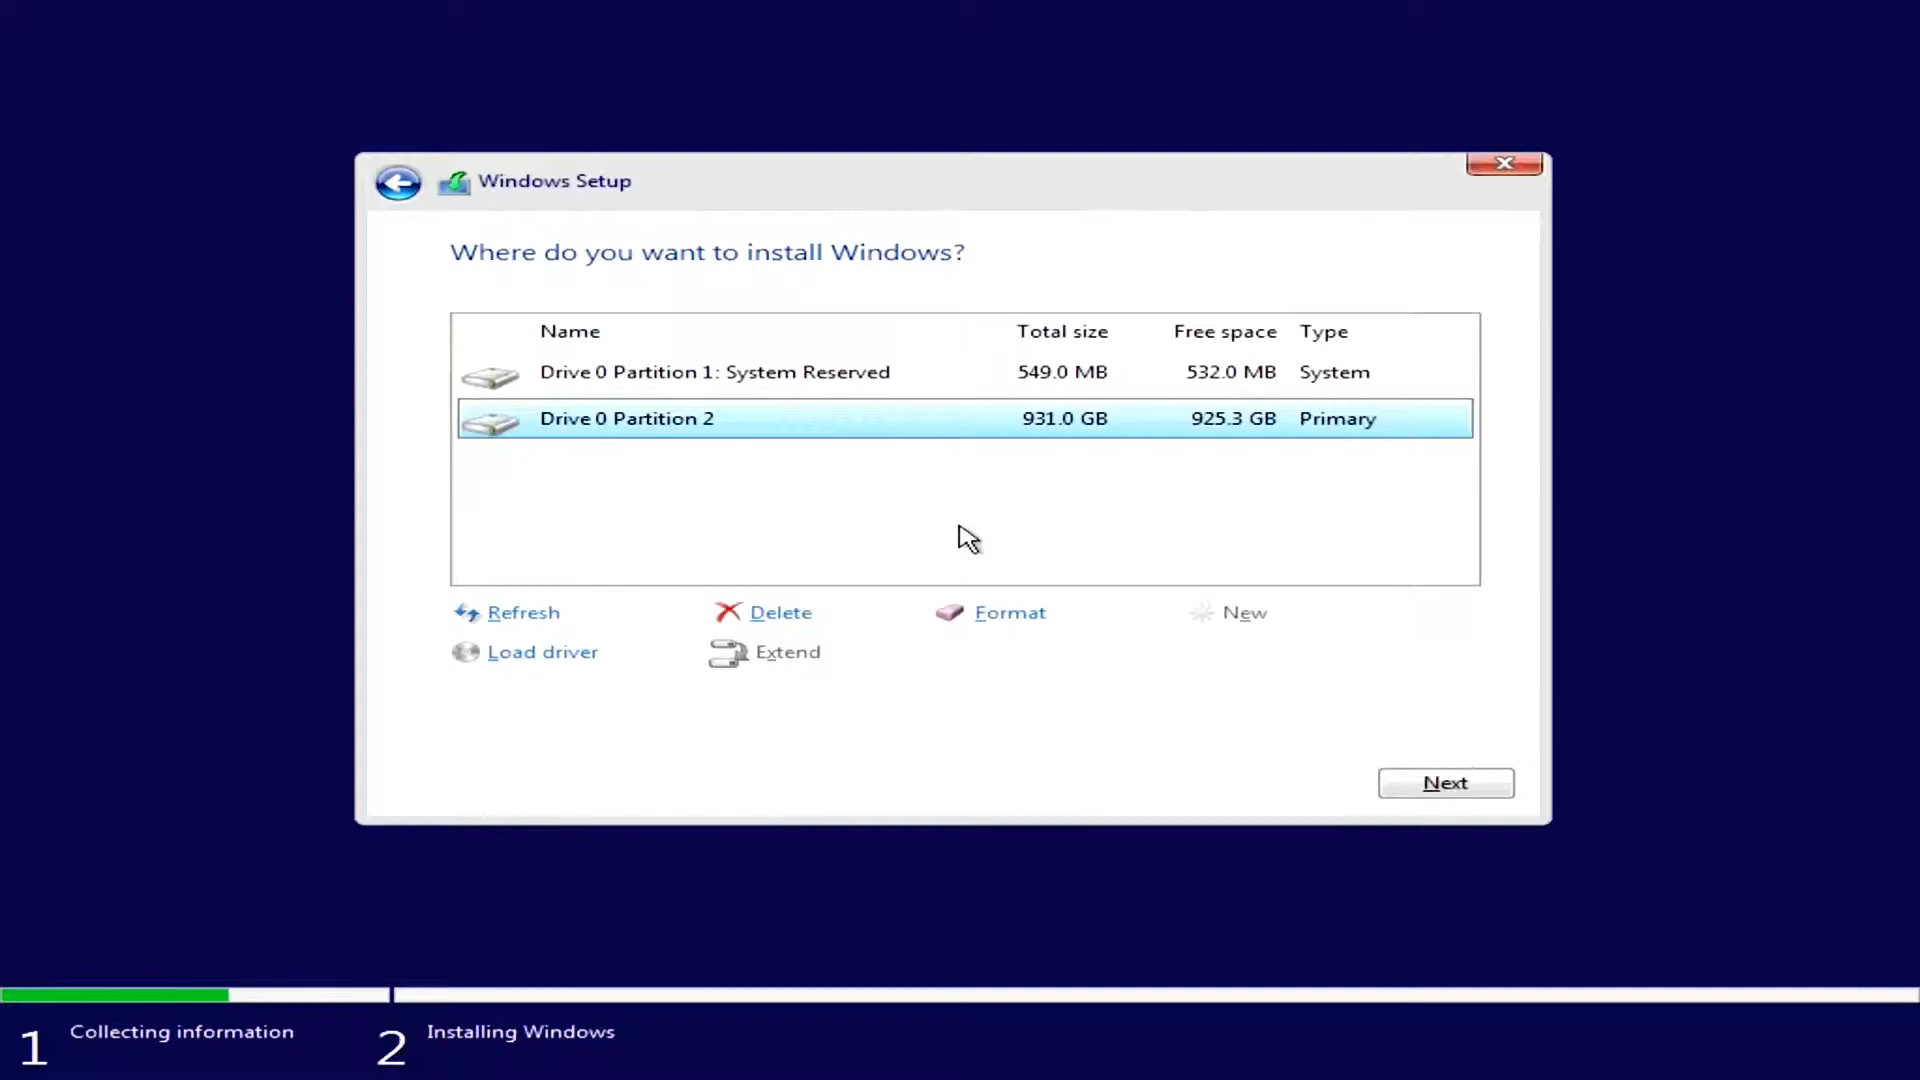 Windows Setup
Where do you want to install Windows?
Name Total size Free space Type
Drive 0 Partition 1: System Reserved 549.0 MB 532.0 MB System
Drive 0 Partition 2 931.0 GB 925.3 GB Primary
Refresh Delete Format New
Load driver Extend
Next
1 Collecting information 2 Installing Windows